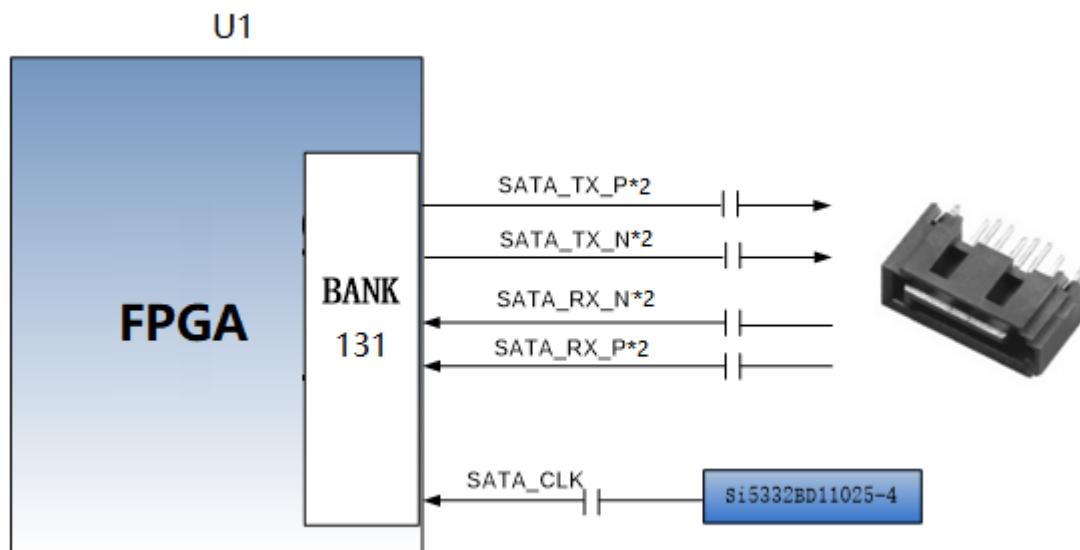 U1
SATA_TX_P*2
SATA_TX_N*2
SATA_RX_N*2
SATA_RX_P*2
BANK
131
FPGA
SATA_CLK
Si5332BD11025-4